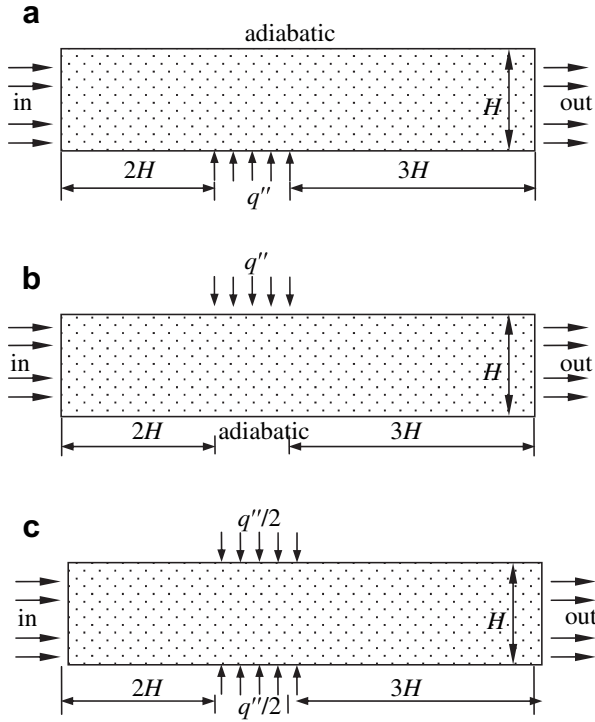 a
adiabatic
in
H
out
2H
3H
q″
b
q″
in
H
out
2H
adiabatic
3H
c
q″/2
in
H
out
2H
3H
q″/2